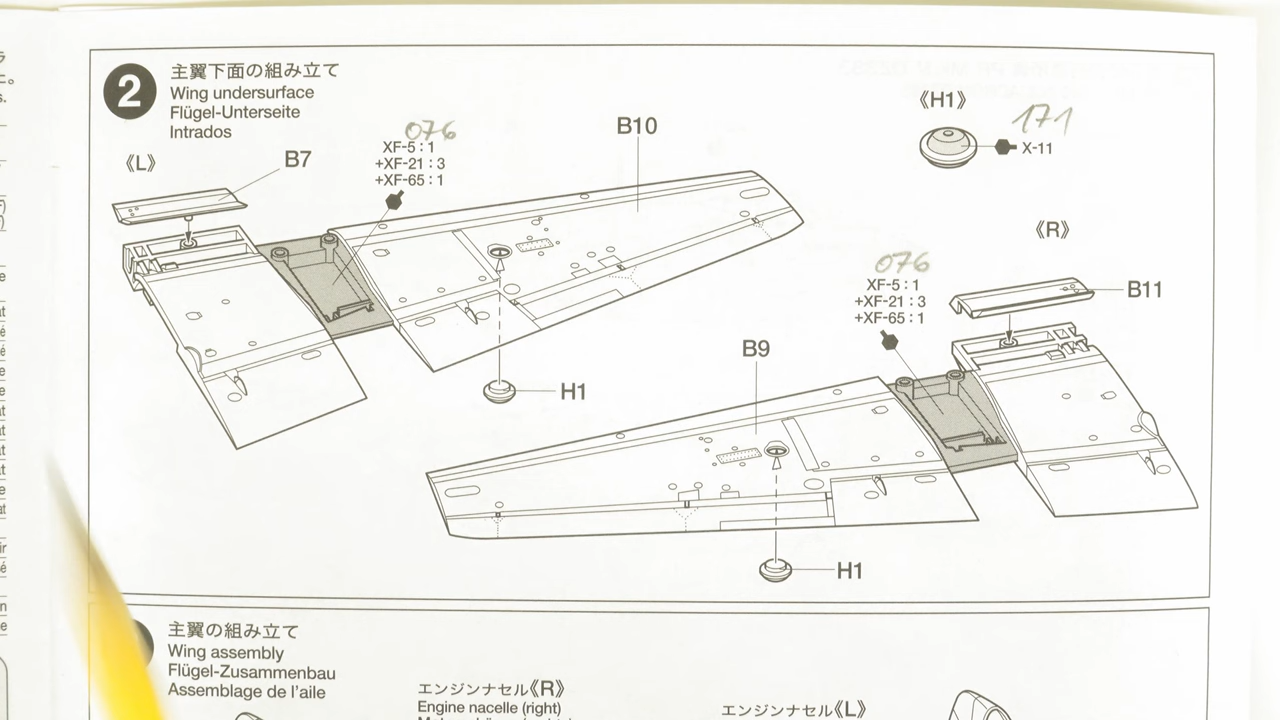 2
主翼下面の組み立て
Wing undersurface
Flügel-Unterseite
Intrados
《L》
B7
076
XF-5 : 1
+XF-21 : 3
+XF-65 : 1
B10
《H1》
171
X-11
H1
《R》
076
XF-5 : 1
+XF-21 : 3
+XF-65 : 1
B11
B9
H1
主翼の組み立て
Wing assembly
Flügel-Zusammenbau
Assemblage de l'aile
エンジンナセル《R》
Engine nacelle (right)
エンジンナセル《L》